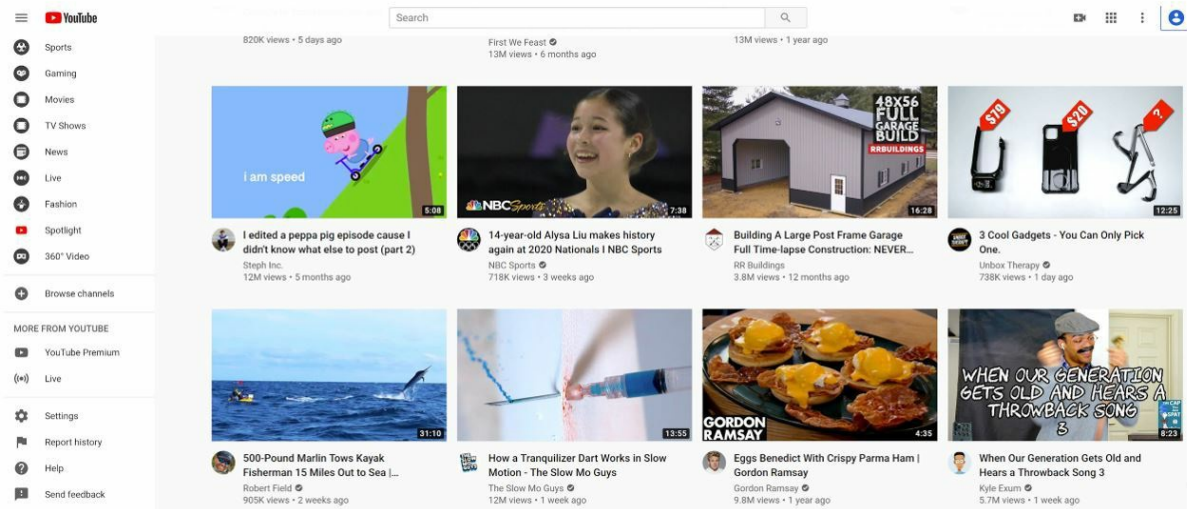 YouTube
Search
Sports
Gaming
Movies
TV Shows
News
Live
Fashion
Spotlight
360° Video
Browse channels
MORE FROM YOUTUBE
YouTube Premium
Live
Settings
Report history
Help
Send feedback
820K views • 5 days ago
First We Feast
13M views • 6 months ago
13M views • 1 year ago
i am speed
5:08
NBC Sports
7:38
48X56
FULL
GARAGE
BUILD
RRBUILDINGS
16:28
$79
$20
?
12:25
I edited a peppa pig episode cause I
didn't know what else to post (part 2)
Steph Inc.
12M views • 5 months ago
14-year-old Alysa Liu makes history
again at 2020 Nationals I NBC Sports
NBC Sports
718K views • 3 weeks ago
Building A Large Post Frame Garage
Full Time-lapse Construction: NEVER...
RR Buildings
3.8M views • 12 months ago
3 Cool Gadgets - You Can Only Pick
One.
Unbox Therapy
738K views • 1 day ago
31:10
13:55
GORDON
RAMSAY
4:35
WHEN OUR GENERATION
GETS OLD AND HEARS A
THROWBACK SONG
3
8:23
500-Pound Marlin Tows Kayak
Fisherman 15 Miles Out to Sea |...
Robert Field
905K views • 2 weeks ago
How a Tranquilizer Dart Works in Slow
Motion - The Slow Mo Guys
The Slow Mo Guys
12M views • 1 week ago
Eggs Benedict With Crispy Parma Ham |
Gordon Ramsay
Gordon Ramsay
9.8M views • 1 year ago
When Our Generation Gets Old and
Hears a Throwback Song 3
Kyle Exum
5.7M views • 1 week ago